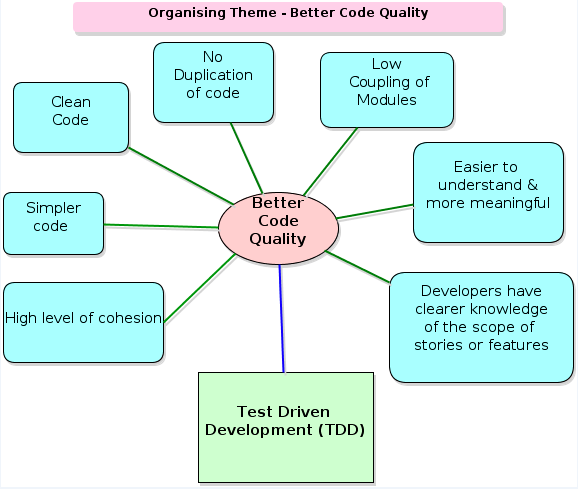 Organising Theme - Better Code Quality
No
Duplication
of code
Low
Coupling of
Modules
Clean
Code
Easier to
understand &
more meaningful
Better
Code
Quality
Simpler
code
High level of cohesion
Developers have
clearer knowledge
of the scope of
stories or features
Test Driven
Development (TDD)